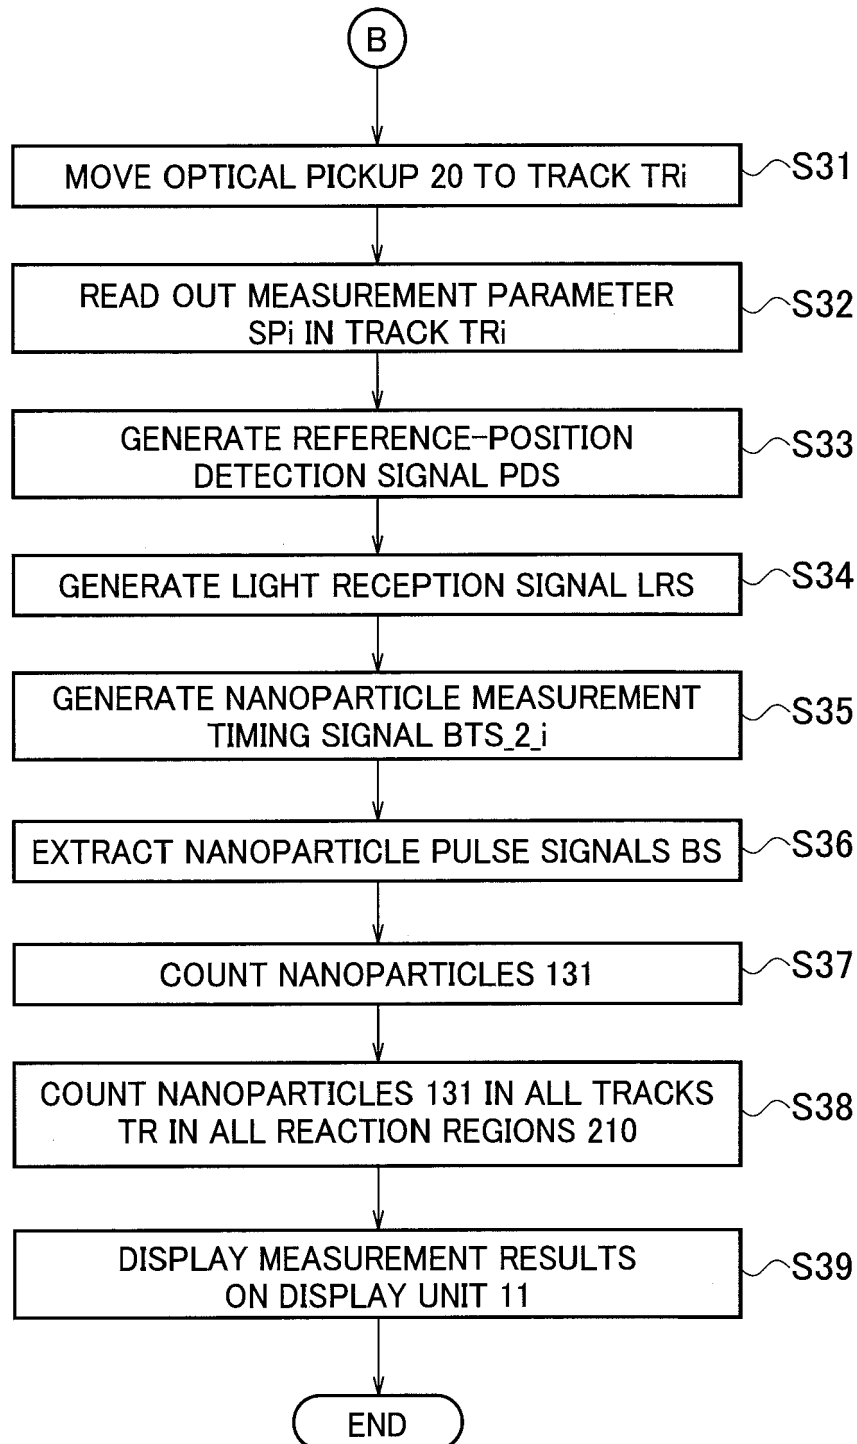 B
MOVE OPTICAL PICKUP 20 TO TRACK TRi
S31
READ OUT MEASUREMENT PARAMETER
SPi IN TRACK TRi
S32
GENERATE REFERENCE-POSITION
DETECTION SIGNAL PDS
S33
GENERATE LIGHT RECEPTION SIGNAL LRS
S34
GENERATE NANOPARTICLE MEASUREMENT
TIMING SIGNAL BTS_2_i
S35
EXTRACT NANOPARTICLE PULSE SIGNALS BS
S36
COUNT NANOPARTICLES 131
S37
COUNT NANOPARTICLES 131 IN ALL TRACKS
TR IN ALL REACTION REGIONS 210
S38
DISPLAY MEASUREMENT RESULTS
ON DISPLAY UNIT 11
S39
END